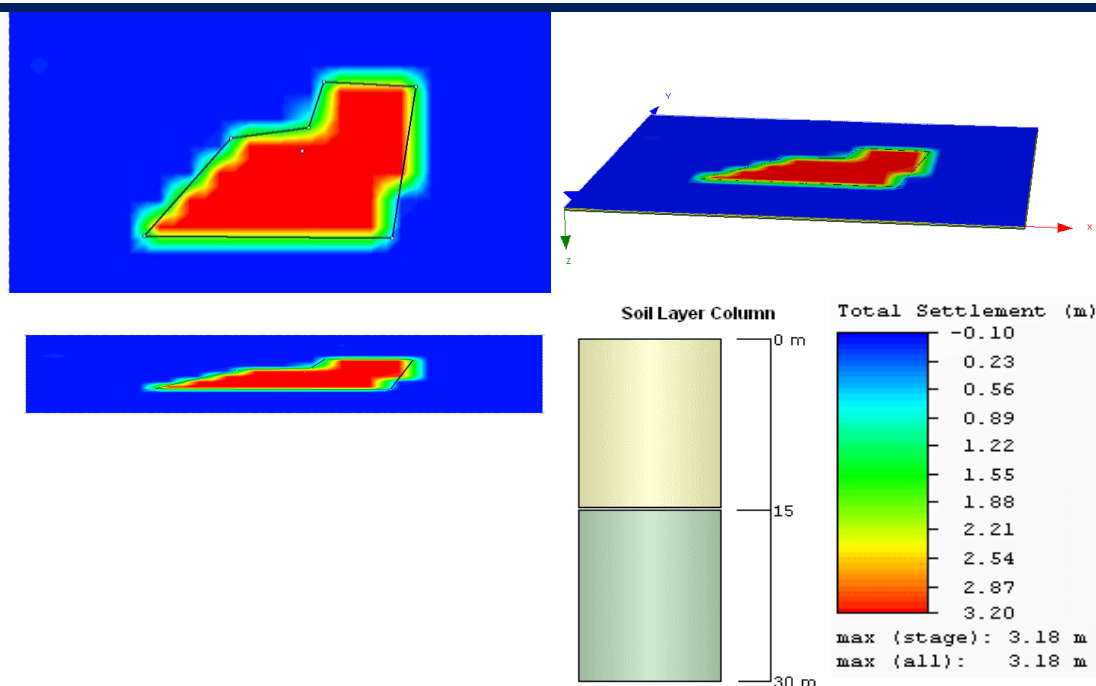 Y
X
Z
Soil Layer Column
0 m
15
30 m
Total Settlement (m)
-0.10
0.23
0.56
0.89
1.22
1.55
1.88
2.21
2.54
2.87
3.20
max (stage): 3.18 m
max (all): 3.18 m